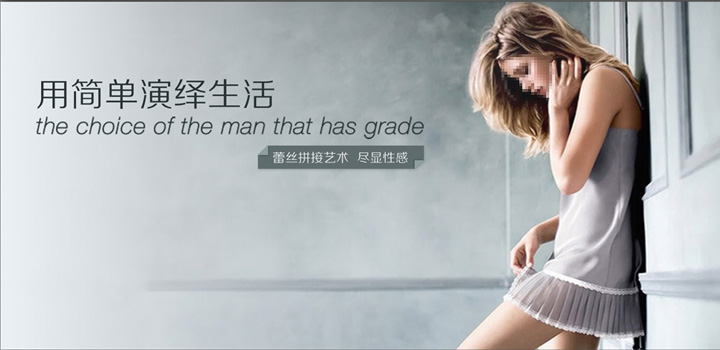 用简单演绎生活
the choice of the man that has grade
蕾丝拼接艺术 尽显性感